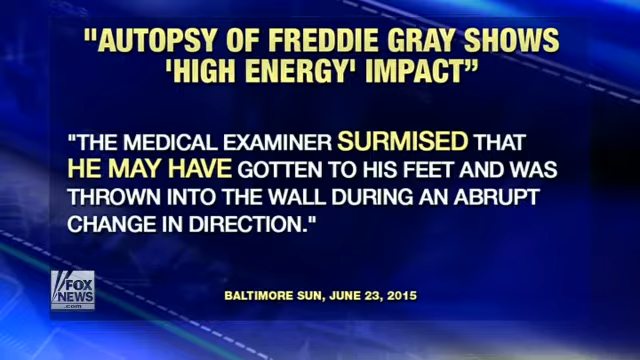 "AUTOPSY OF FREDDIE GRAY SHOWS
'HIGH ENERGY' IMPACT”
"THE MEDICAL EXAMINER SURMISED THAT
HE MAY HAVE GOTTEN TO HIS FEET AND WAS
THROWN INTO THE WALL DURING AN ABRUPT
CHANGE IN DIRECTION."
FOX
NEWS
.com
BALTIMORE SUN, JUNE 23, 2015